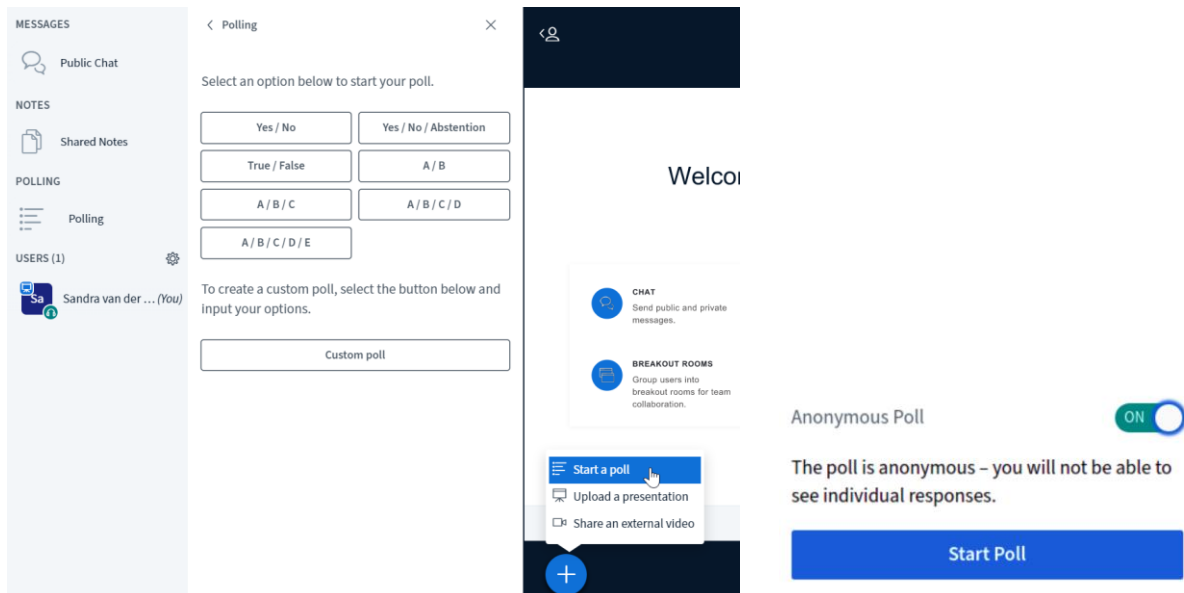 MESSAGES
Public Chat
NOTES
Shared Notes
POLLING
Polling
USERS (1)
Sa
Sandra van der ... (You)
Polling
Select an option below to start your poll.
Yes / No
Yes / No / Abstention
True / False
A / B
A / B / C
A / B / C / D
A / B / C / D / E
To create a custom poll, select the button below and
input your options.
Custom poll
Welco
CHAT
Send public and private
messages.
BREAKOUT ROOMS
Group users into
breakout rooms for team
collaboration.
Start a poll
Upload a presentation
Share an external video
Anonymous Poll
ON
The poll is anonymous – you will not be able to
see individual responses.
Start Poll